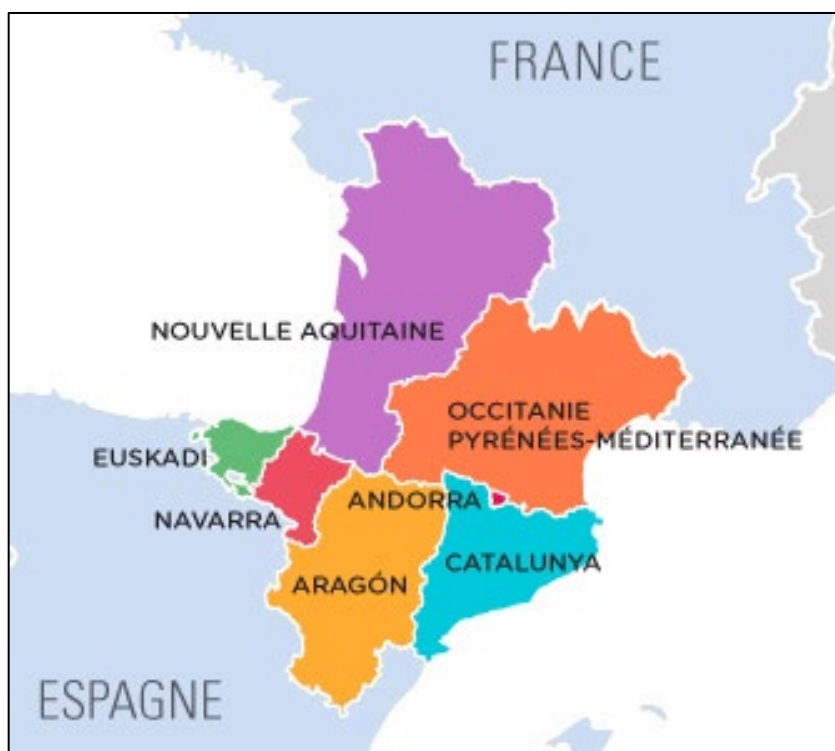 FRANCE
NOUVELLE AQUITAINE
OCCITANIE
PYRÉNÉES-MÉDITERRANÉE
EUSKADI
ANDORRA
NAVARRA
CATALUNYA
ARAGÓN
ESPAGNE